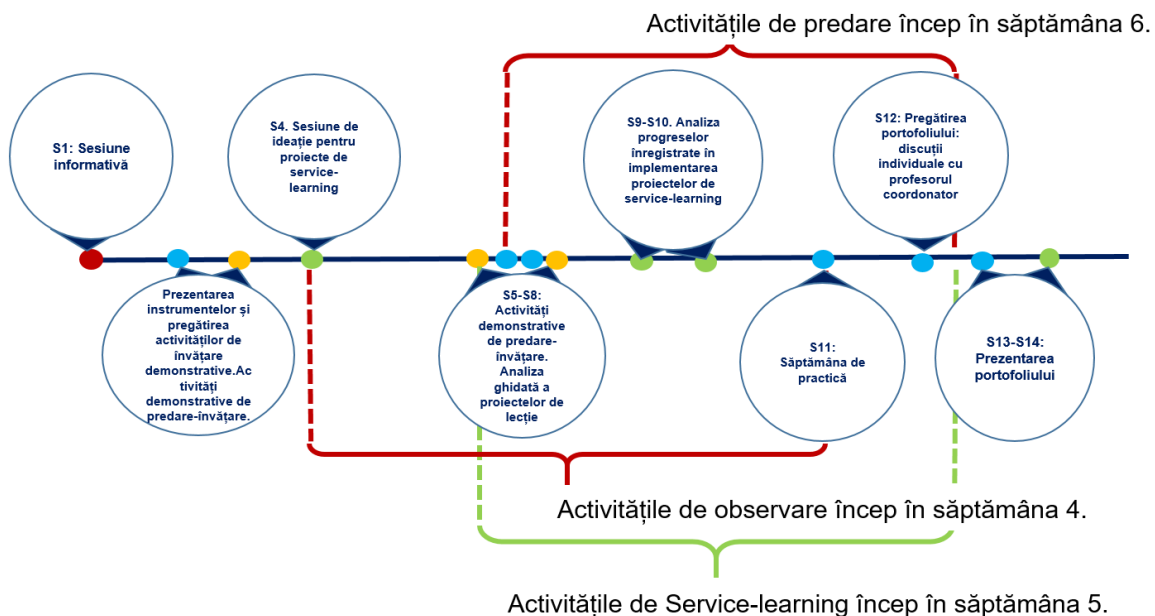 Activitățile de predare încep în săptămâna 6.
S1: Sesiune
informativă
S4. Sesiune de
ideație pentru
proiecte de
service-
learning
S9-S10. Analiza
progreselor
înregistrate în
implementarea
proiectelor de
service-learning
S12: Pregătirea
portofoliului:
discuții
individuale cu
profesorul
coordonator
Prezentarea
instrumentelor și
pregătirea
activităților de
învățare
demonstrative.Ac
tivități
demonstrative de
predare-învățare.
S5-S8:
Activități
demonstrative
de predare-
învățare.
Analiza
ghidată a
proiectelor de
lecție
S11:
Săptămâna de
practică
S13-S14:
Prezentarea
portofoliului
Activitățile de observare încep în săptămâna 4.
Activitățile de Service-learning încep în săptămâna 5.